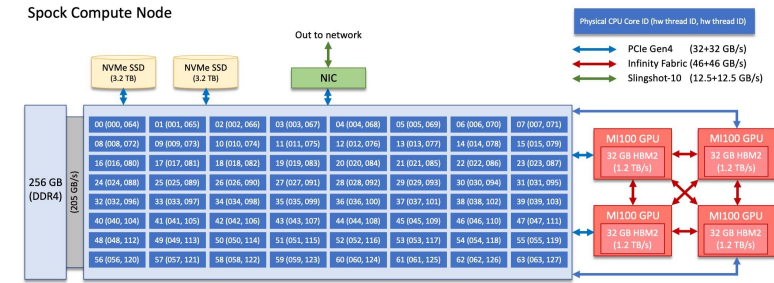 Spock Compute Node
Physical CPU Core ID (hw thread ID, hw thread ID)
Out to network
PCIe Gen4 (32+32 GB/s)
Infinity Fabric (46+46 GB/s)
Slingshot-10 (12.5+12.5 GB/s)
NVMe SSD
(3.2 TB)
NVMe SSD
(3.2 TB)
NIC
256 GB
(DDR4)
(205 GB/s)
00 (000, 064) 01 (001, 065) 02 (002, 066) 03 (003, 067) 04 (004, 068) 05 (005, 069) 06 (006, 070) 07 (007, 071)
08 (008, 072) 09 (009, 073) 10 (010, 074) 11 (011, 075) 12 (012, 076) 13 (013, 077) 14 (014, 078) 15 (015, 079)
16 (016, 080) 17 (017, 081) 18 (018, 082) 19 (019, 083) 20 (020, 084) 21 (021, 085) 22 (022, 086) 23 (023, 087)
24 (024, 088) 25 (025, 089) 26 (026, 090) 27 (027, 091) 28 (028, 092) 29 (029, 093) 30 (030, 094) 31 (031, 095)
32 (032, 096) 33 (033, 097) 34 (034, 098) 35 (035, 099) 36 (036, 100) 37 (037, 101) 38 (038, 102) 39 (039, 103)
40 (040, 104) 41 (041, 105) 42 (042, 106) 43 (043, 107) 44 (044, 108) 45 (045, 109) 46 (046, 110) 47 (047, 111)
48 (048, 112) 49 (049, 113) 50 (050, 114) 51 (051, 115) 52 (052, 116) 53 (053, 117) 54 (054, 118) 55 (055, 119)
56 (056, 120) 57 (057, 121) 58 (058, 122) 59 (059, 123) 60 (060, 124) 61 (061, 125) 62 (062, 126) 63 (063, 127)
MI100 GPU
32 GB HBM2
(1.2 TB/s)
MI100 GPU
32 GB HBM2
(1.2 TB/s)
MI100 GPU
32 GB HBM2
(1.2 TB/s)
MI100 GPU
32 GB HBM2
(1.2 TB/s)